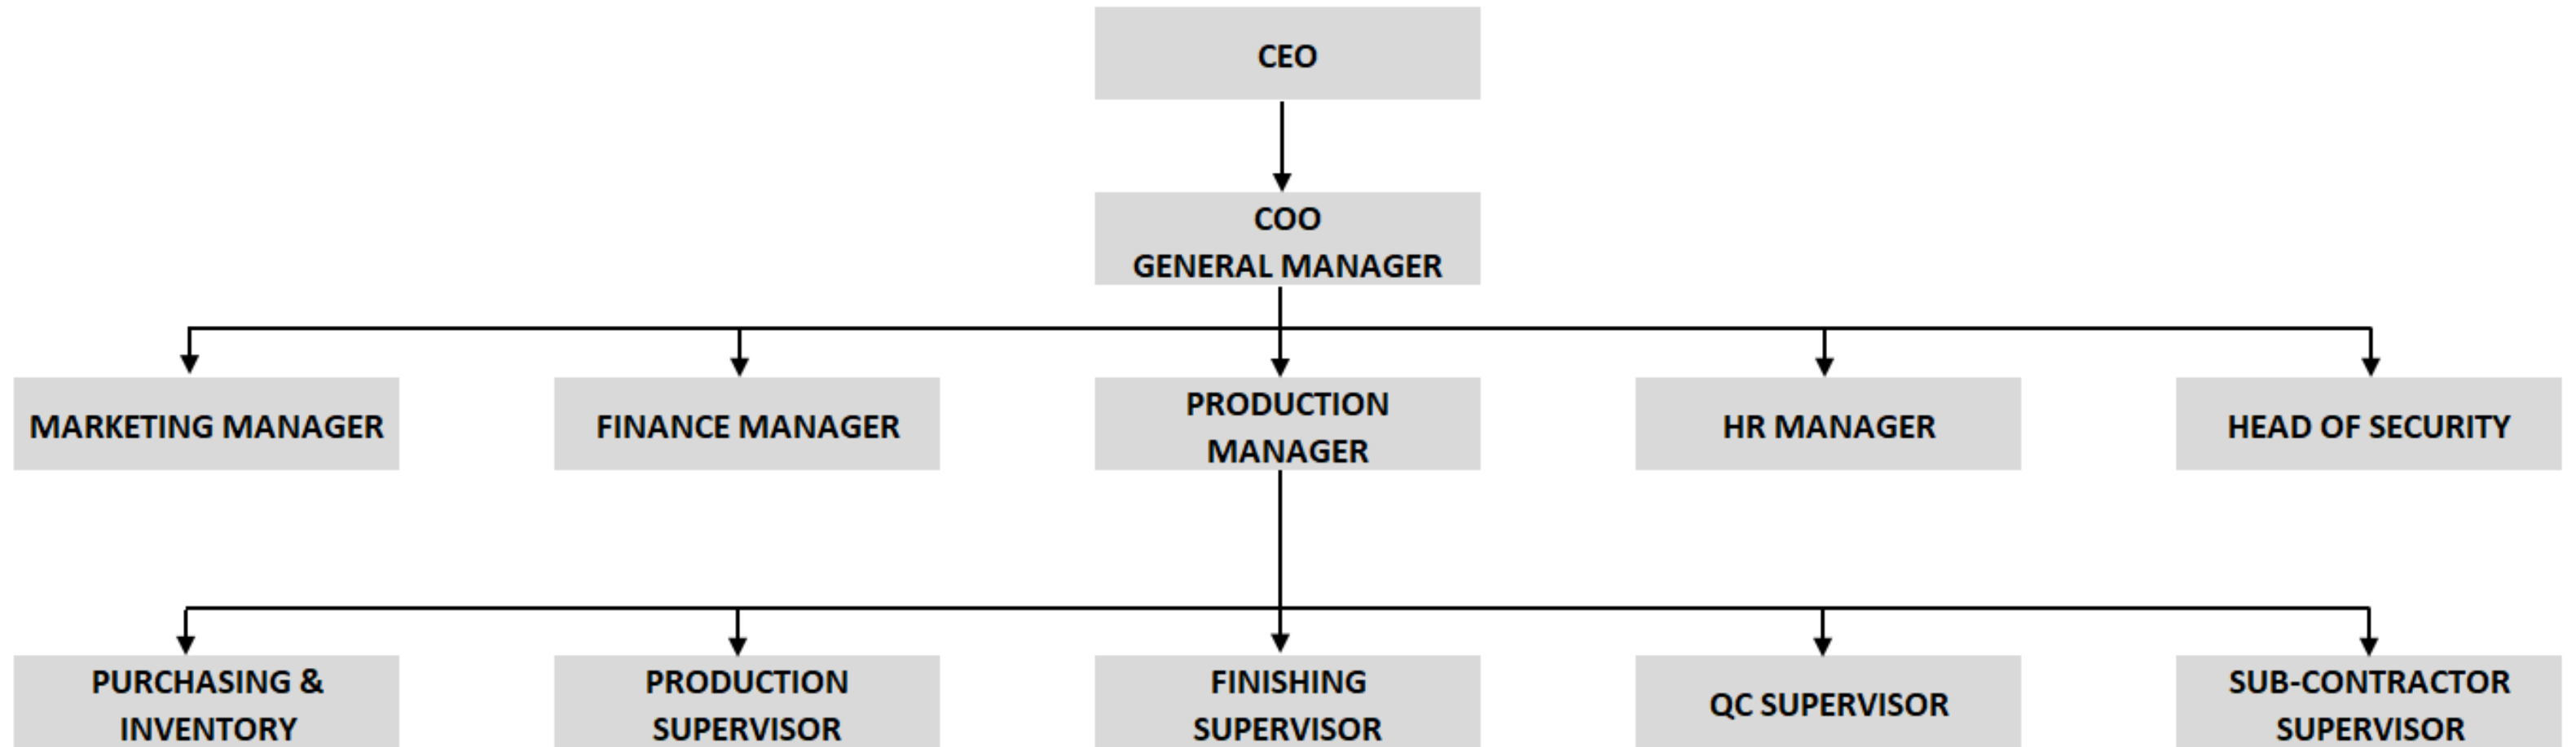 CEO
COO
GENERAL MANAGER
MARKETING MANAGER
FINANCE MANAGER
PRODUCTION
MANAGER
HR MANAGER
HEAD OF SECURITY
PURCHASING &
INVENTORY
PRODUCTION
SUPERVISOR
FINISHING
SUPERVISOR
QC SUPERVISOR
SUB-CONTRACTOR
SUPERVISOR